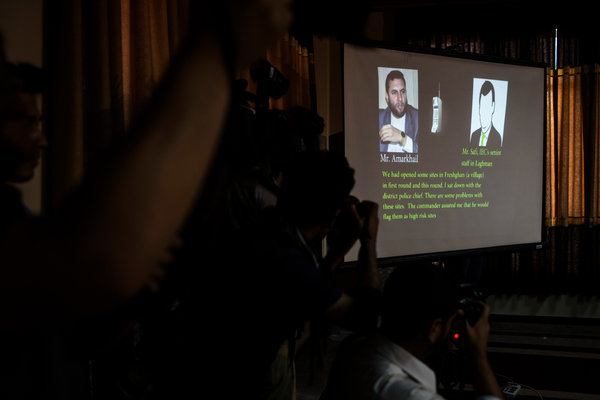 Mr. Amarkhail
Mr. Safi, IEC's senior
staff in Laghman
We had opened some sites in Freshghan (a village)
in first round and this round. I sat down with the
district police chief. There are some problems with
these sites. The commander assured me that he would
flag them as high risk sites